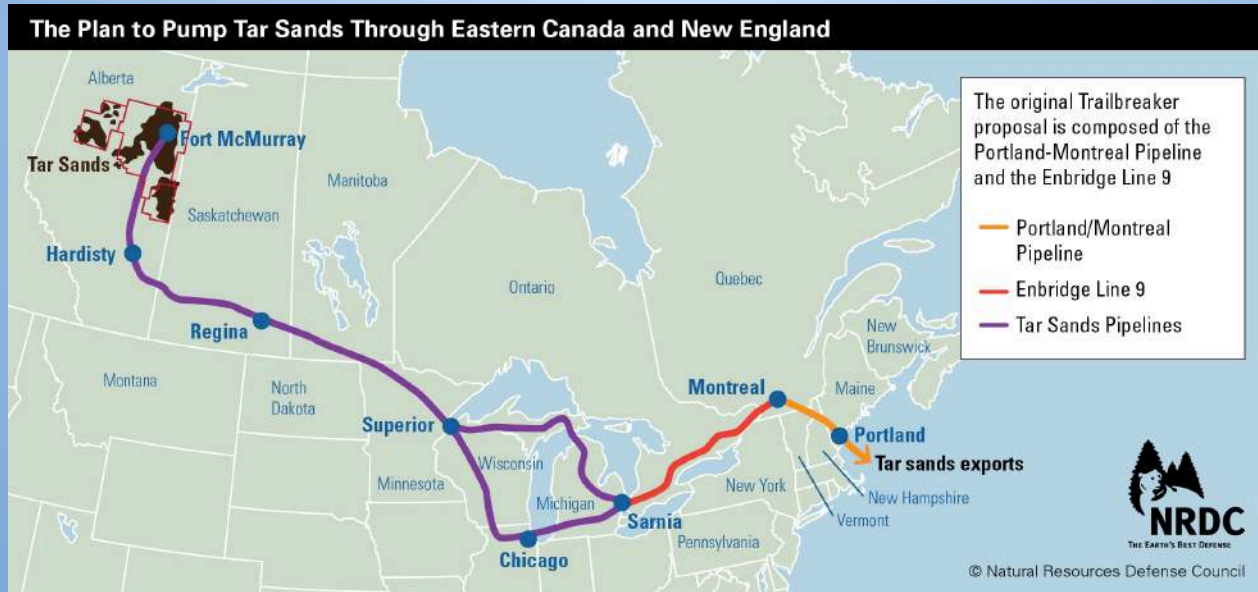 The Plan to Pump Tar Sands Through Eastern Canada and New England
Alberta
Fort McMurray
Tar Sands
Manitoba
Saskatchewan
Hardisty
Regina
Ontario
Quebec
New
Brunswick
Montana
North
Dakota
Montreal
Maine
Superior
Portland
Tar sands exports
Wisconsin
Minnesota
Michigan
New York
New Hampshire
Sarnia
Vermont
Chicago
Pennsylvania
The original Trailbreaker
proposal is composed of the
Portland-Montreal Pipeline
and the Enbridge Line 9
Portland/Montreal
Pipeline
Enbridge Line 9
Tar Sands Pipelines
NRDC
THE EARTH'S BEST DEFENSE
© Natural Resources Defense Council